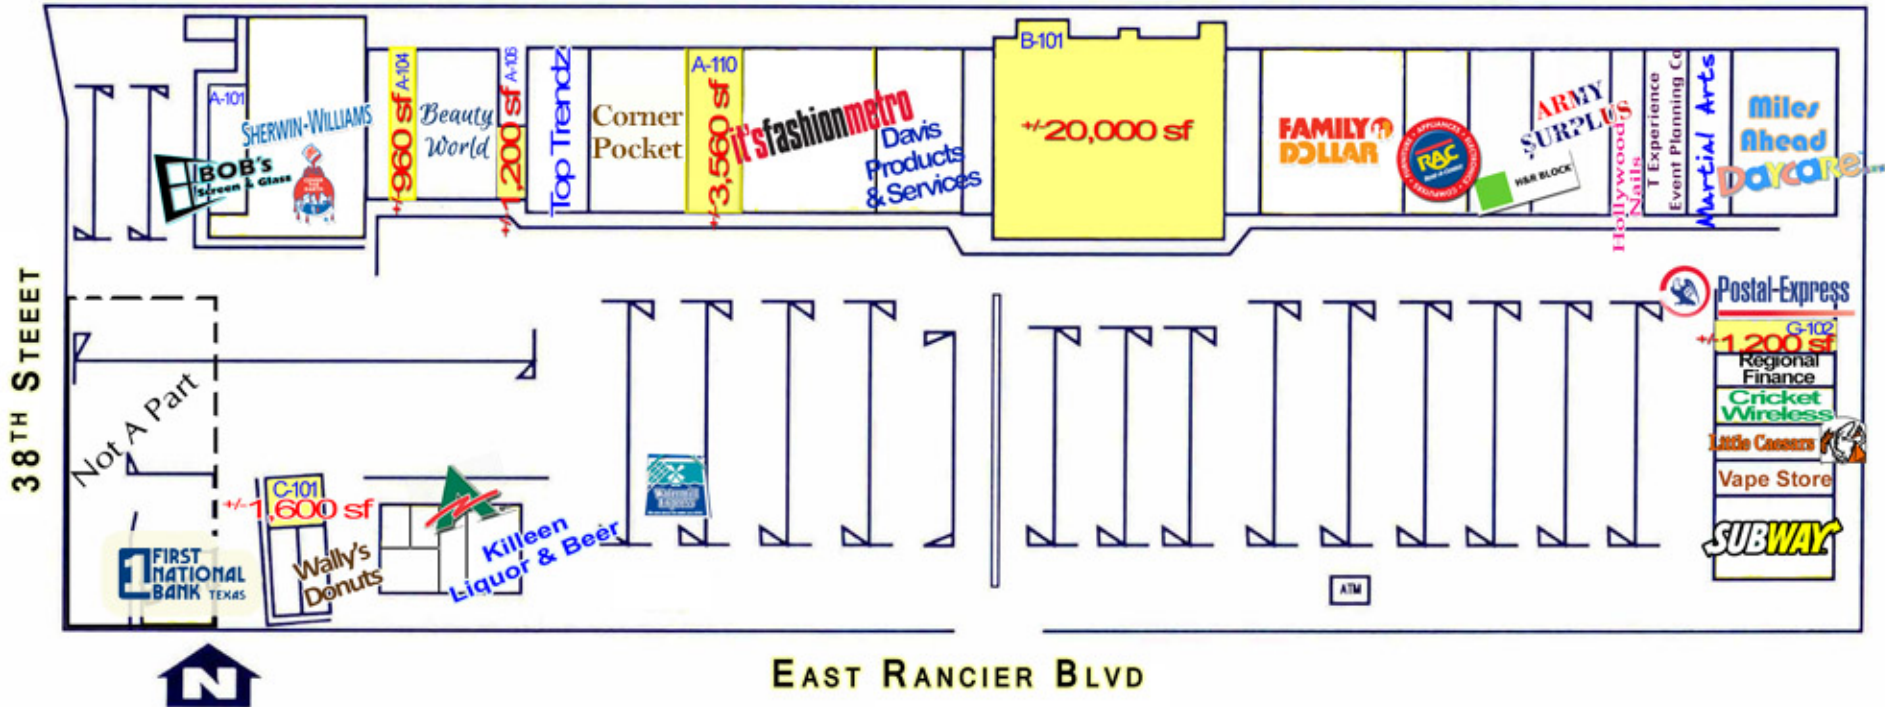 A-101
SHERWIN-WILLIAMS
BOB's
Screen & Glass
A-104
+/-960 sf
Beauty
World
A-106
+/-1,200 sf
Top Trendz
Corner
Pocket
A-110
+/-3,560 sf
it'sfashionmetro
Davis
Products
& Services
B-101
+/-20,000 sf
FAMILY
DOLLAR
RAC
ARMY
SURPLUS
H&R BLOCK
Hollywood
Nails
T Experience
Event Planning Co
Martial Arts
Miles
Ahead
DAYCARE
Postal-Express
G-102
+/-1,200 sf
Regional
Finance
Cricket
Wireless
Little Caesars
Vape Store
SUBWAY
38TH STEEET
Not A Part
FIRST
1 NATIONAL
BANK TEXAS
C-101
+/-1,600 sf
Wally's
Donuts
A
Killeen
Liquor & Beer
Watermill
Express
ATM
N
EAST RANCIER BLVD